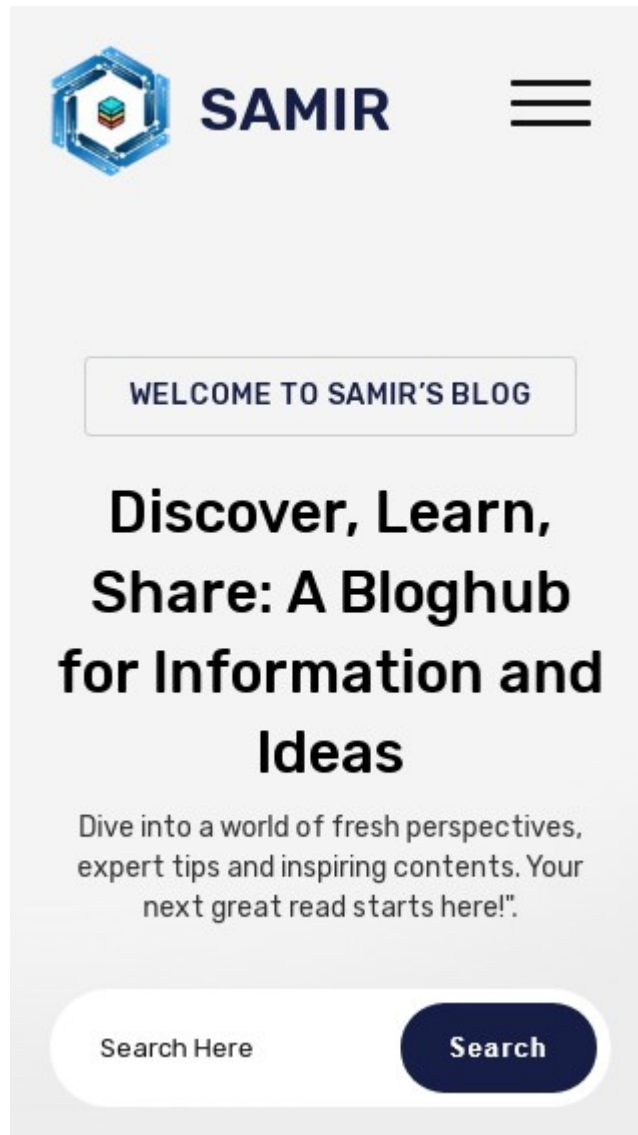 SAMIR
WELCOME TO SAMIR’S BLOG
Discover, Learn,
Share: A Bloghub
for Information and
Ideas
Dive into a world of fresh perspectives,
expert tips and inspiring contents. Your
next great read starts here!".
Search Here
Search